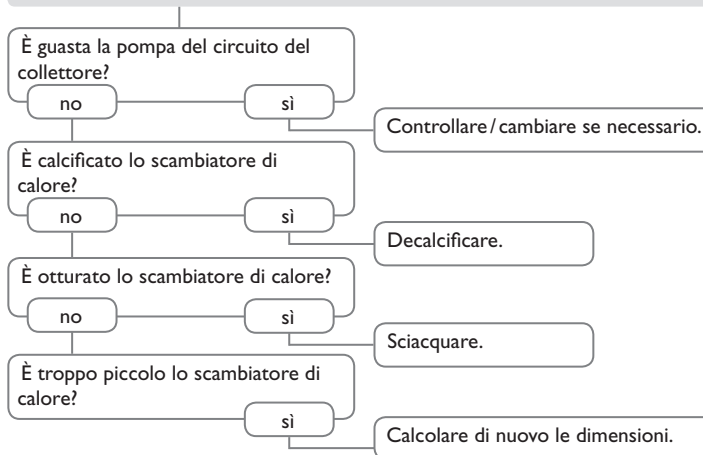 È guasta la pompa del circuito del
collettore?
no
sì
Controllare/cambiare se necessario.
È calcificato lo scambiatore di
calore?
no
sì
Decalcificare.
È otturato lo scambiatore di calore?
no
sì
Sciacquare.
È troppo piccolo lo scambiatore di
calore?
sì
Calcolare di nuovo le dimensioni.